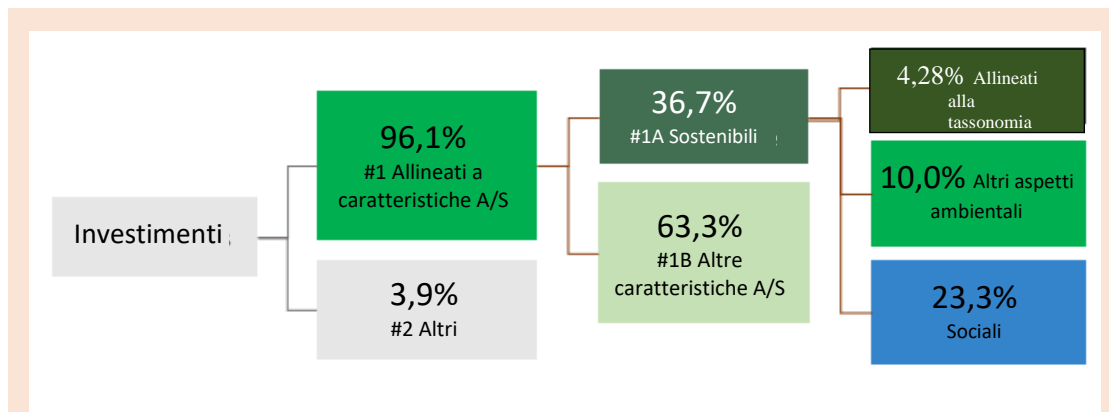 Investimenti
96,1%
#1 Allineati a
caratteristiche A/S
3,9%
#2 Altri
36,7%
#1A Sostenibili
63,3%
#1B Altre
caratteristiche A/S
4,28% Allineati
alla
tassonomia
10,0% Altri aspetti
ambientali
23,3%
Sociali